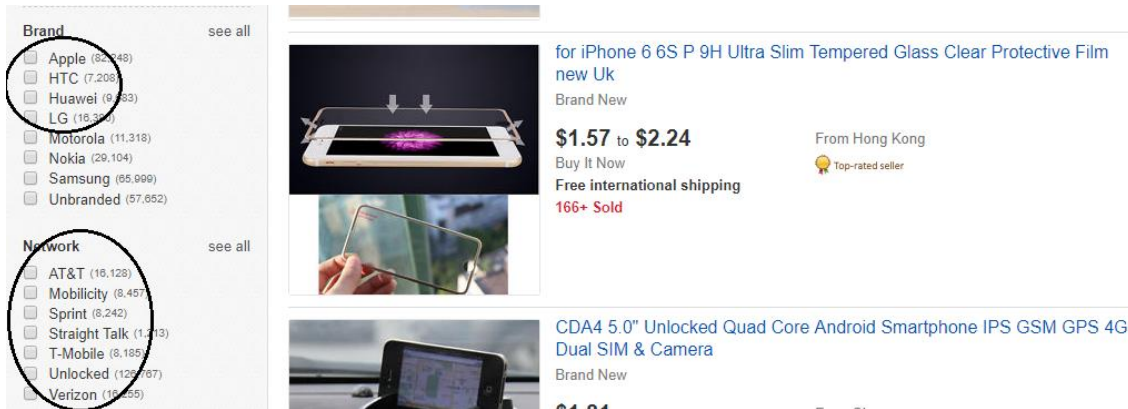 Brand see all
Apple (82,248)
HTC (7,208)
Huawei
LG
Motorola (11,318)
Nokia (29,104)
Samsung (65,999)
Unbranded (57,652)
Network see all
AT&T (16,128)
Mobilicity (8,457)
Sprint (8,242)
Straight Talk
T-Mobile (8,185)
Unlocked
Verizon
for iPhone 6 6S P 9H Ultra Slim Tempered Glass Clear Protective Film
new Uk
Brand New
$1.57 to $2.24
From Hong Kong
Buy It Now
Top-rated seller
Free international shipping
166+ Sold
CDA4 5.0" Unlocked Quad Core Android Smartphone IPS GSM GPS 4G
Dual SIM & Camera
Brand New
$1.81